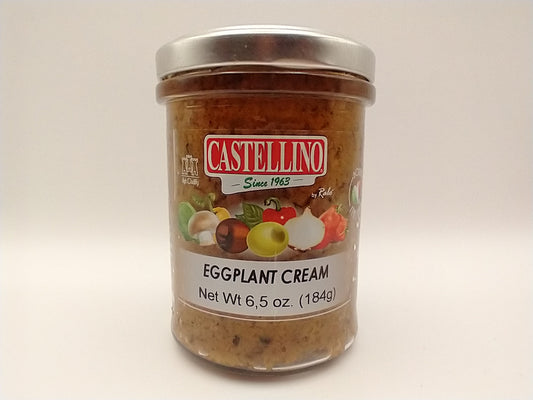 CASTELLINO
Since 1963
EGGPLANT CREAM
Net Wt 6,5 oz. (184g)